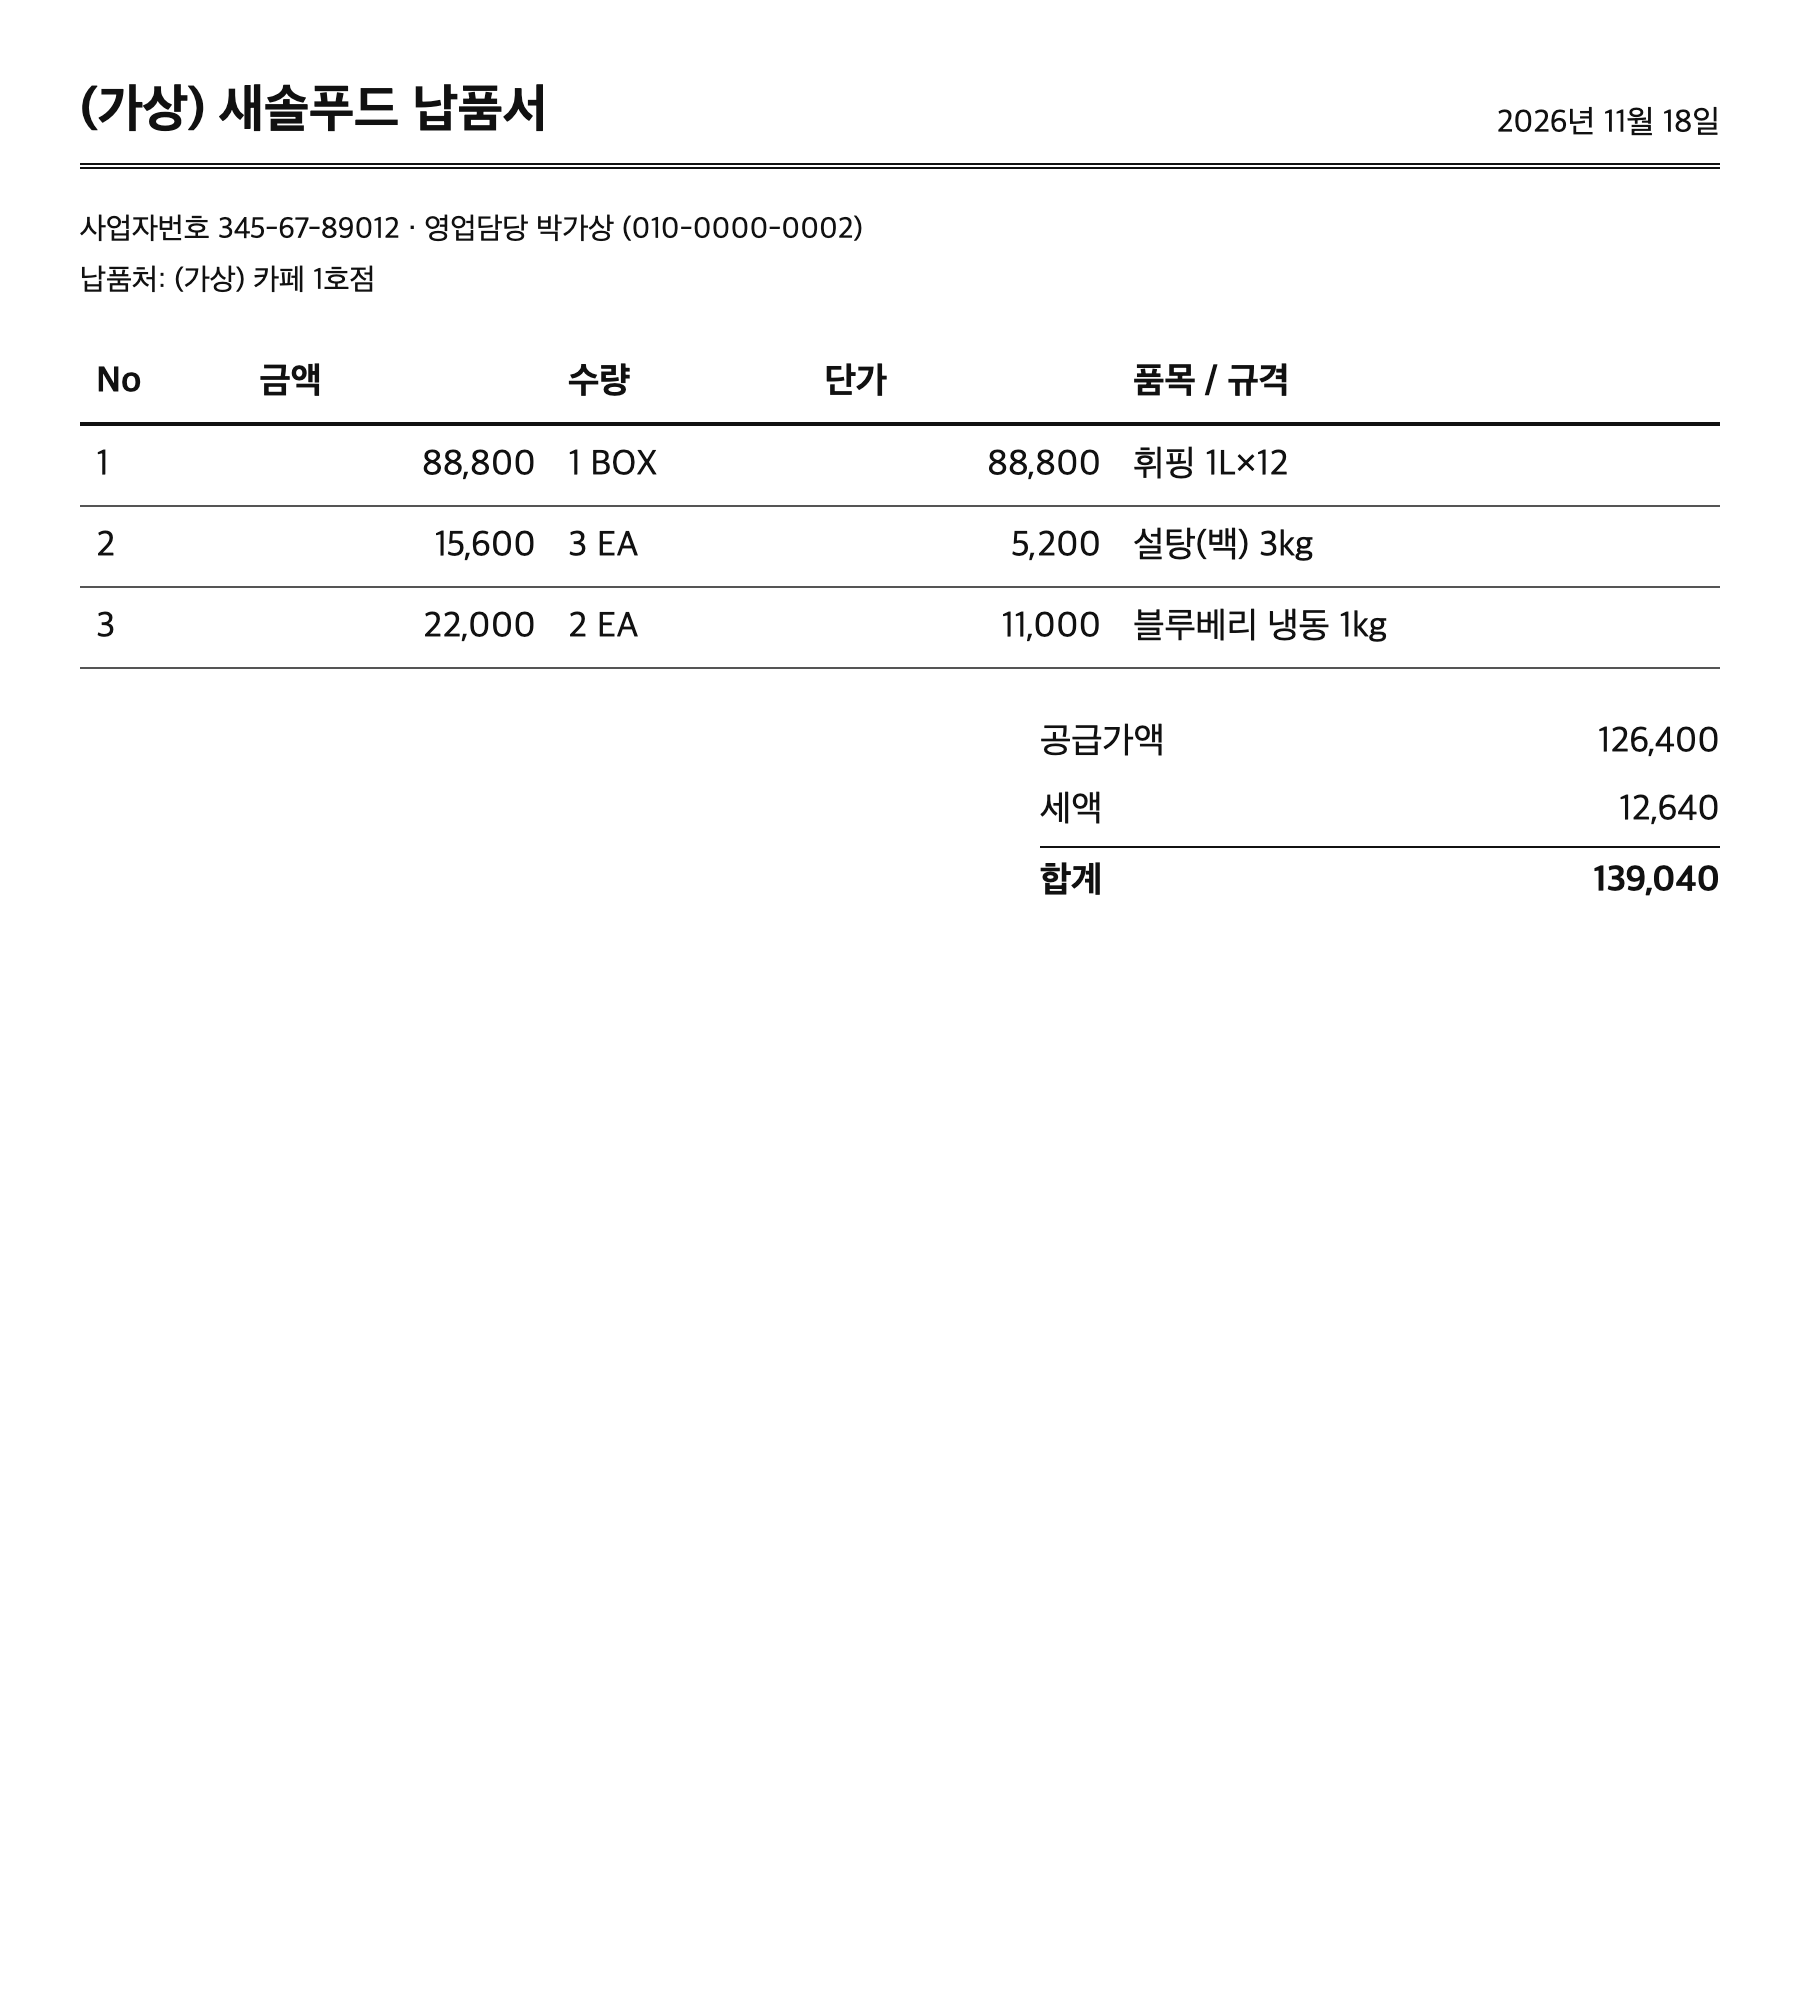 (가상) 새솔푸드 납품서
2026년 11월 18일
사업자번호 345-67-89012 · 영업담당 박가상 (010-0000-0002)
납품처: (가상) 카페 1호점
No 금액 수량 단가 품목 / 규격
1 88,800 1 BOX 88,800 휘핑 1L×12
2 15,600 3 EA 5,200 설탕(백) 3kg
3 22,000 2 EA 11,000 블루베리 냉동 1kg
공급가액 126,400
세액 12,640
합계 139,040